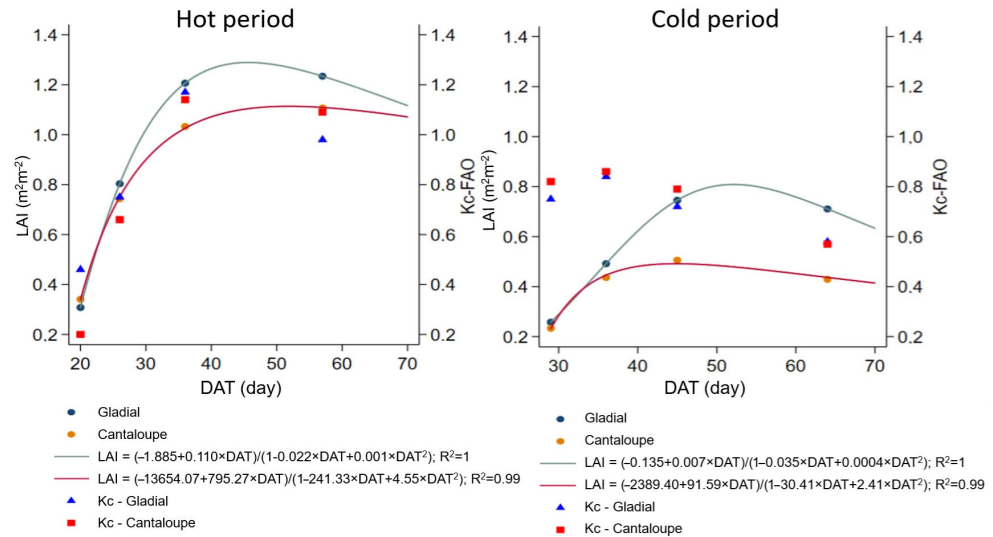 Hot period
Cold period
1.4
1.2
1.0
0.8
0.6
0.4
0.2
LAI (m²m⁻²)
1.4
1.2
1.0
0.8
0.6
0.4
0.2
Kc-FAO
20 30 40 50 60 70
DAT (day)
Gladial
Cantaloupe
LAI = (–1.885+0.110×DAT)/(1-0.022×DAT+0.001×DAT²); R²=1
LAI = (–13654.07+795.27×DAT)/(1–241.33×DAT+4.55×DAT²); R²=0.99
Kc - Gladial
Kc - Cantaloupe
1.4
1.2
1.0
0.8
0.6
0.4
0.2
LAI (m²m⁻²)
1.4
1.2
1.0
0.8
0.6
0.4
0.2
Kc-FAO
30 40 50 60 70
DAT (day)
Gladial
Cantaloupe
LAI = (–0.135+0.007×DAT)/(1–0.035×DAT+0.0004×DAT²); R²=1
LAI = (–2389.40+91.59×DAT)/(1–30.41×DAT+2.41×DAT²); R²=0.99
Kc - Gladial
Kc - Cantaloupe